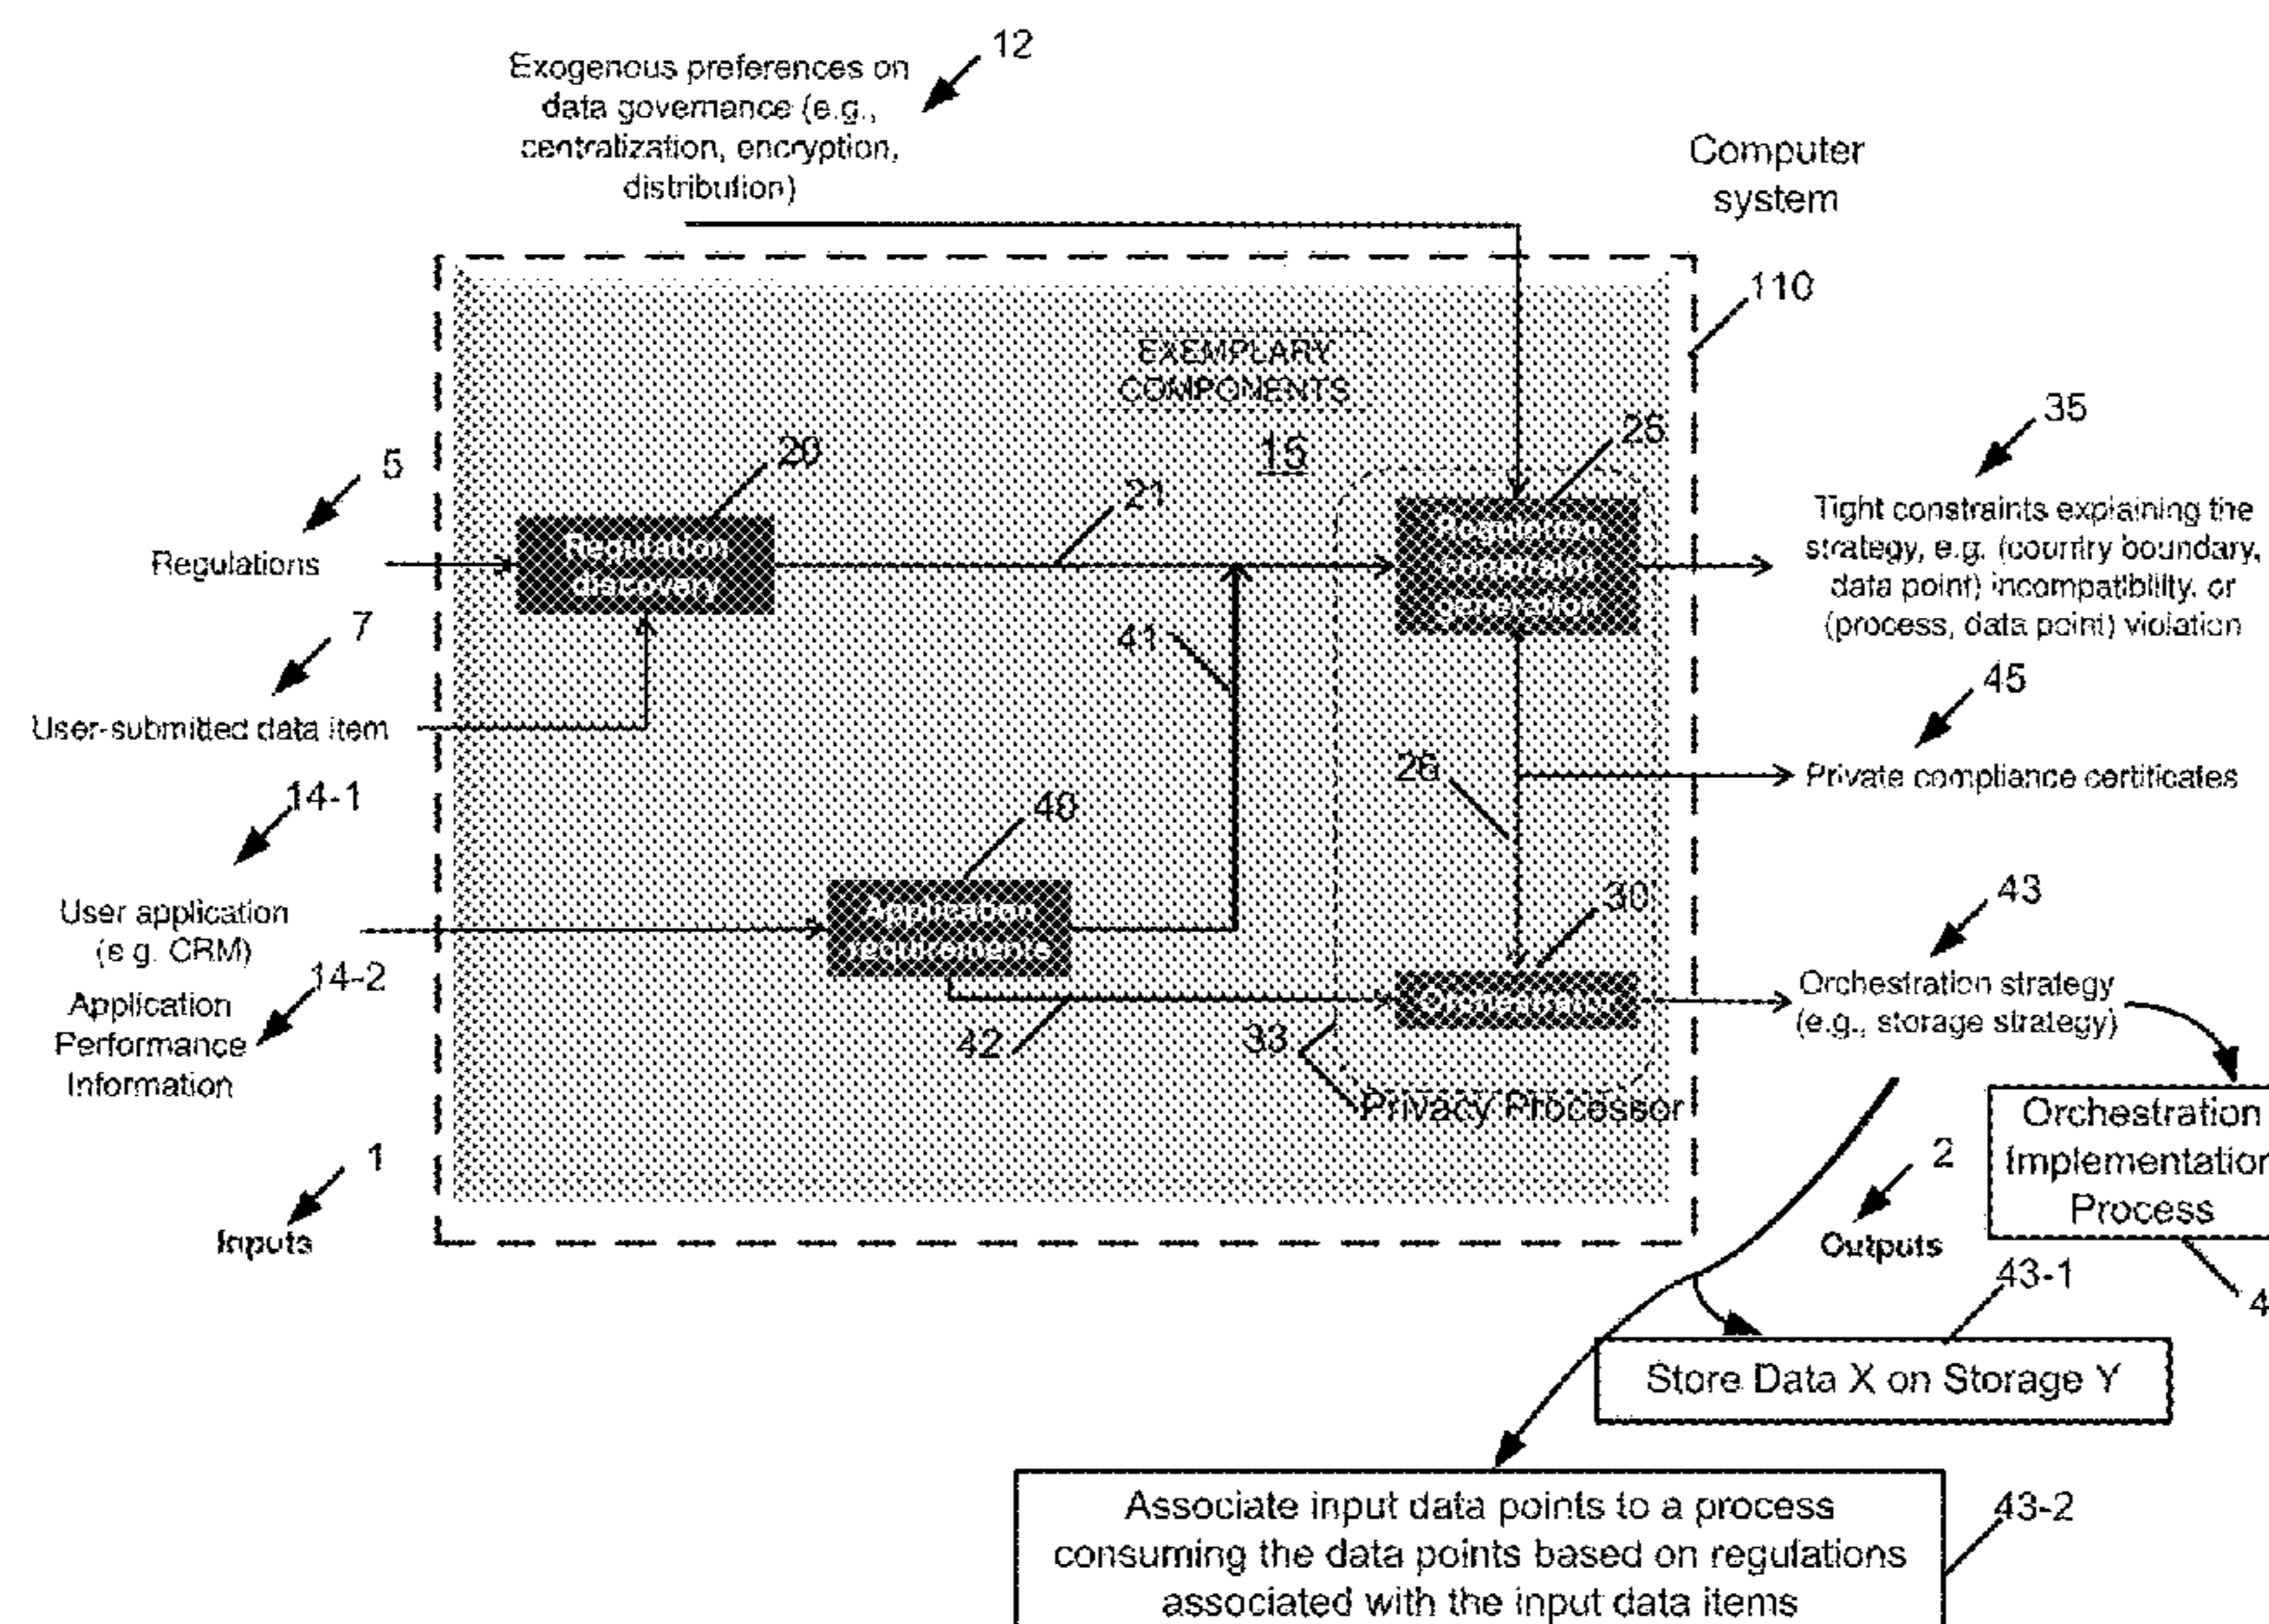 12
Exogenous preferences on
data governance (e.g.,
centralization, encryption,
distribution)
Computer
system
110
EXEMPLARY
COMPONENTS
15
35
5
20
21
25
Regulations
Regulation
discovery
Regulation
constraint
generation
Tight constraints explaining the
strategy, e.g. (country boundary,
data point) incompatibility, or
(process, data point) violation
7
41
45
User-submitted data item
26
Private compliance certificates
14-1
40
30
43
User application
(e.g. CRM)
Application
requirements
14-2
Application
Performance
Information
42
33
Orchestrator
Orchestration strategy
(e.g., storage strategy)
Privacy Processor
Orchestration
Implementation
Process
1
Inputs
2
Outputs
43-1
4
Store Data X on Storage Y
43-2
Associate input data points to a process
consuming the data points based on regulations
associated with the input data items